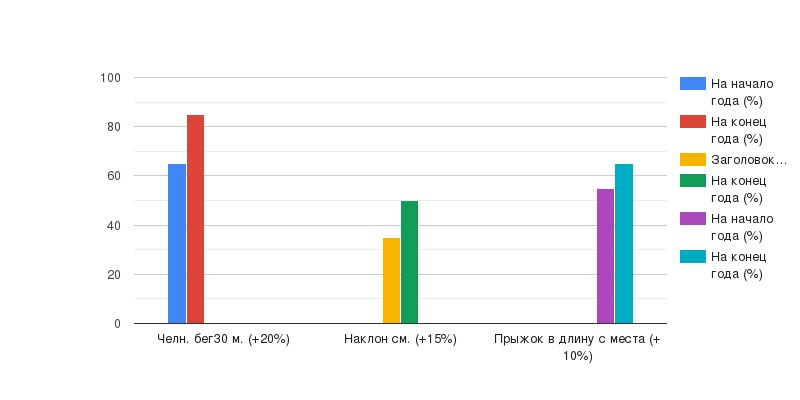 100
80
60
40
20
0
Челн. бег30 м. (+20%)
Наклон см. (+15%)
Прыжок в длину с места (+
10%)
На начало
года (%)
На конец
года (%)
Заголовок...
На конец
года (%)
На начало
года (%)
На конец
года (%)